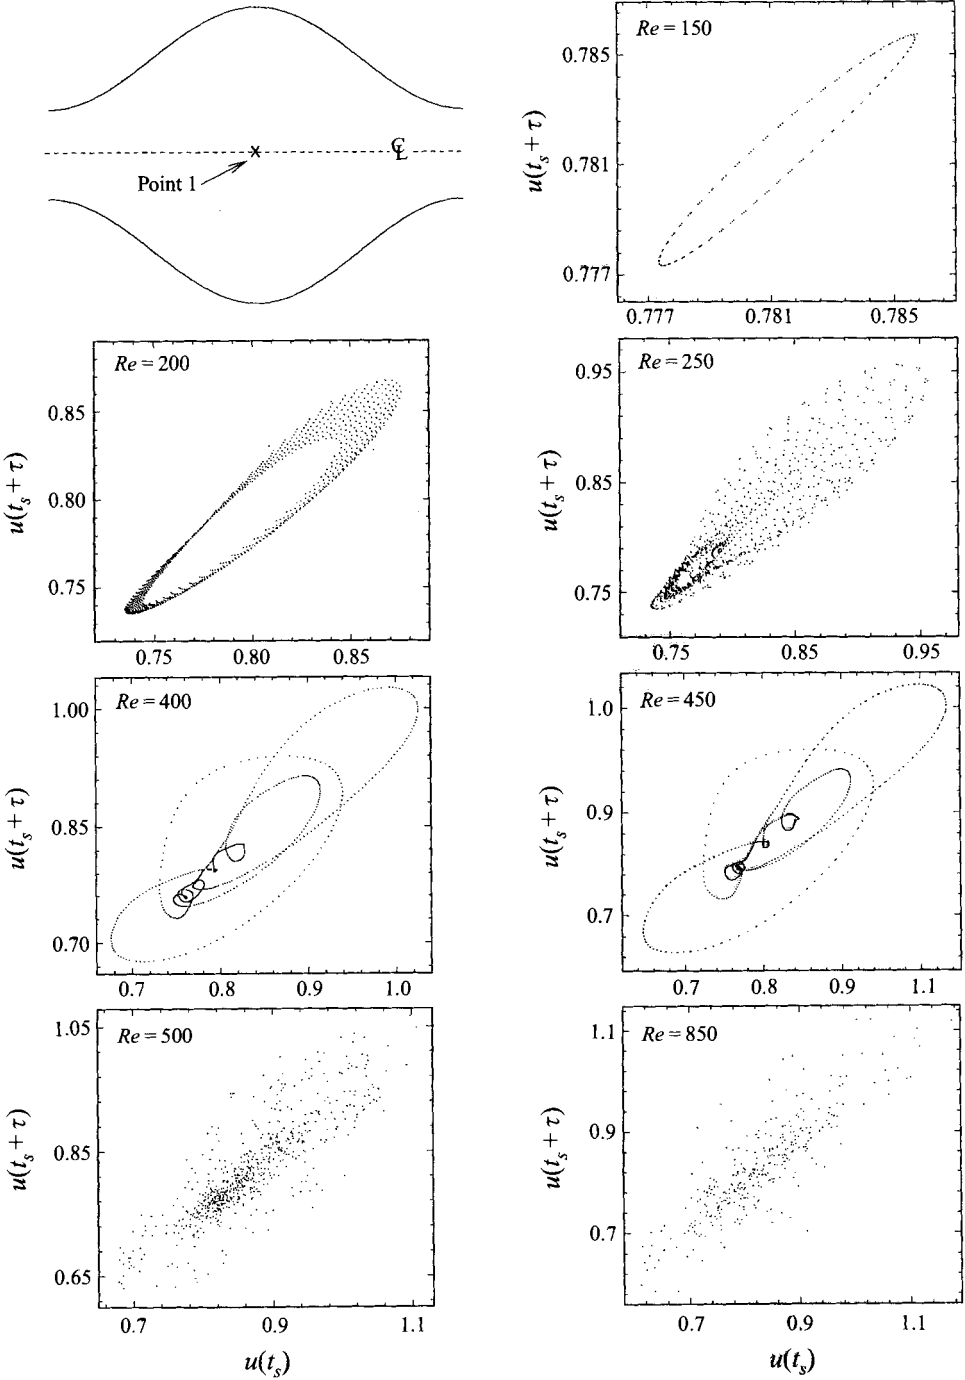 Re = 150
0.785
0.781
0.777
u(t_s + τ)
0.777 0.781 0.785
℄
Point 1
Re = 200
0.85
0.80
0.75
u(t_s + τ)
0.75 0.80 0.85
Re = 250
0.95
0.85
0.75
u(t_s + τ)
0.75 0.85 0.95
Re = 400
1.00
0.85
0.70
u(t_s + τ)
0.7 0.8 0.9 1.0
Re = 450
1.0
0.9
0.7
u(t_s + τ)
0.7 0.8 0.9 1.1
Re = 500
1.05
0.85
0.65
u(t_s + τ)
0.7 0.9 1.1
u(t_s)
Re = 850
1.1
0.9
0.7
u(t_s + τ)
0.7 0.9 1.1
u(t_s)